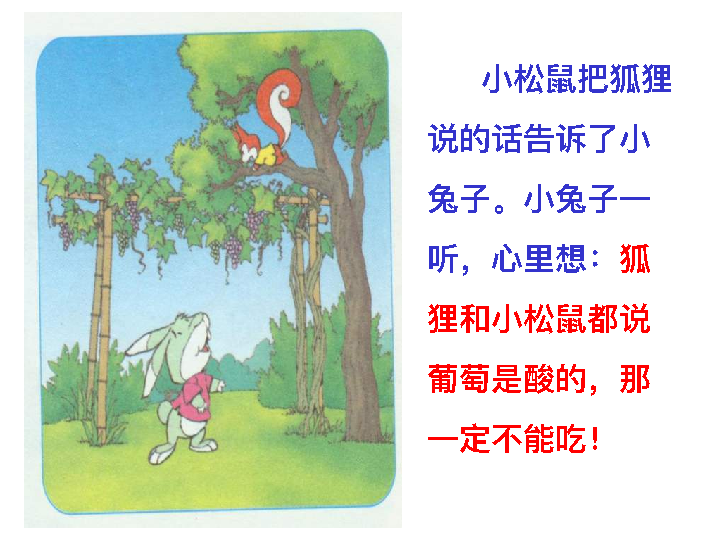 小松鼠把狐狸
说的话告诉了小
兔子。小兔子一
听，心里想：狐
狸和小松鼠都说
葡萄是酸的，那
一定不能吃！